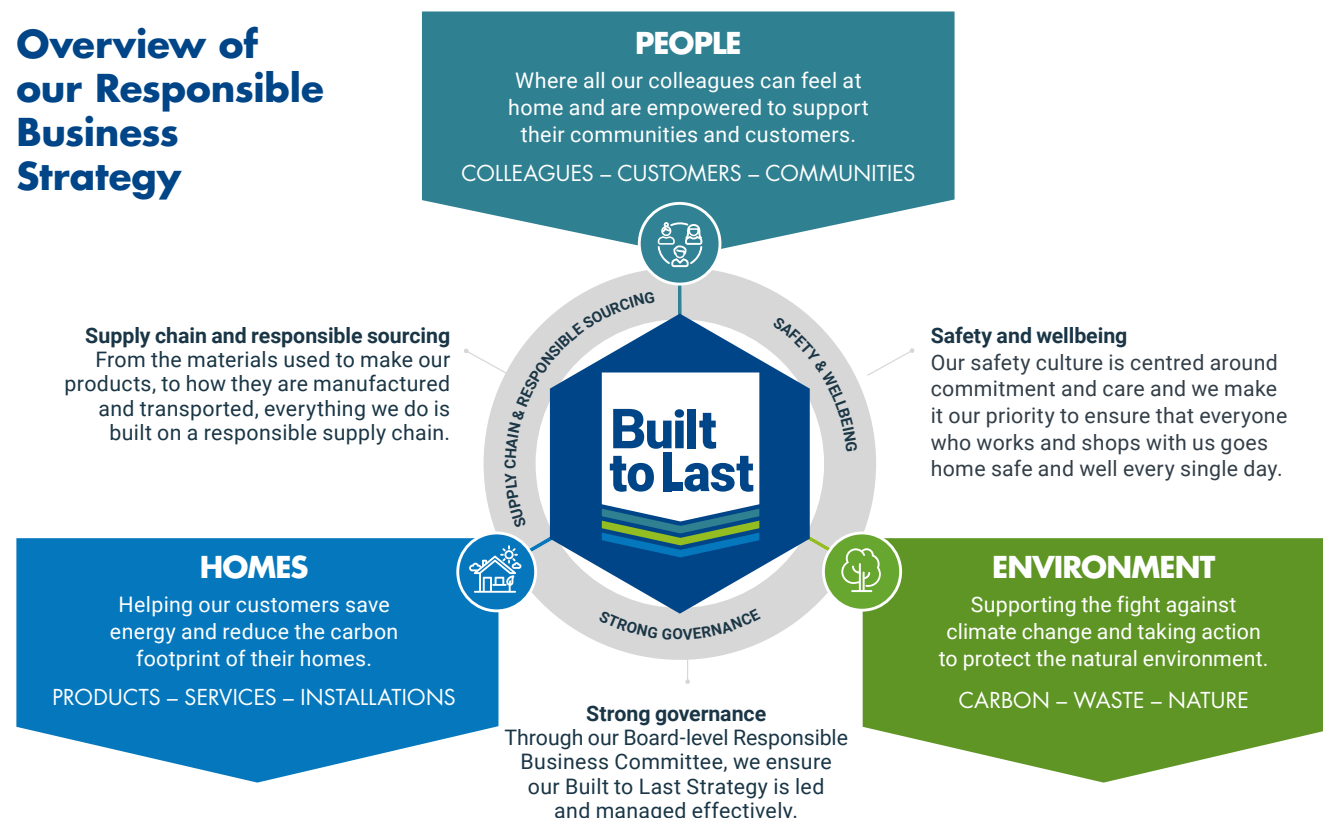 Overview of
our Responsible
Business
Strategy
PEOPLE
Where all our colleagues can feel at
home and are empowered to support
their communities and customers.
COLLEAGUES – CUSTOMERS – COMMUNITIES
Supply chain and responsible sourcing
From the materials used to make our
products, to how they are manufactured
and transported, everything we do is
built on a responsible supply chain.
SUPPLY CHAIN & RESPONSIBLE SOURCING
SAFETY & WELLBEING
Built
to Last
STRONG GOVERNANCE
Safety and wellbeing
Our safety culture is centred around
commitment and care and we make
it our priority to ensure that everyone
who works and shops with us goes
home safe and well every single day.
HOMES
Helping our customers save
energy and reduce the carbon
footprint of their homes.
PRODUCTS – SERVICES – INSTALLATIONS
Strong governance
Through our Board-level Responsible
Business Committee, we ensure
our Built to Last Strategy is led
and managed effectively.
ENVIRONMENT
Supporting the fight against
climate change and taking action
to protect the natural environment.
CARBON – WASTE – NATURE